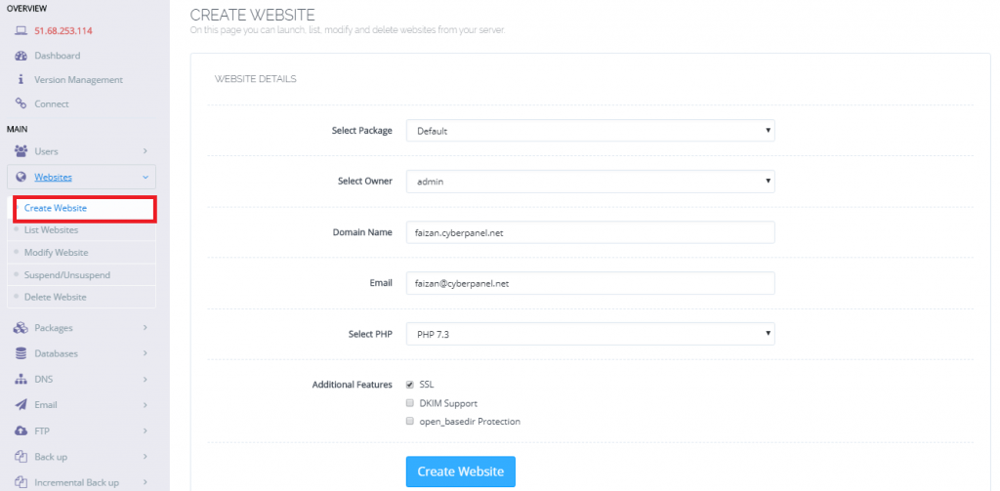 OVERVIEW
51.68.253.114
Dashboard
Version Management
Connect
MAIN
Users
Websites
Create Website
List Websites
Modify Website
Suspend/Unsuspend
Delete Website
Packages
Databases
DNS
Email
FTP
Back up
Incremental Back up
CREATE WEBSITE
On this page you can launch, list, modify and delete websites from your server.
WEBSITE DETAILS
Select Package Default
Select Owner admin
Domain Name faizan.cyberpanel.net
Email faizan@cyberpanel.net
Select PHP PHP 7.3
Additional Features SSL
DKIM Support
open_basedir Protection
Create Website